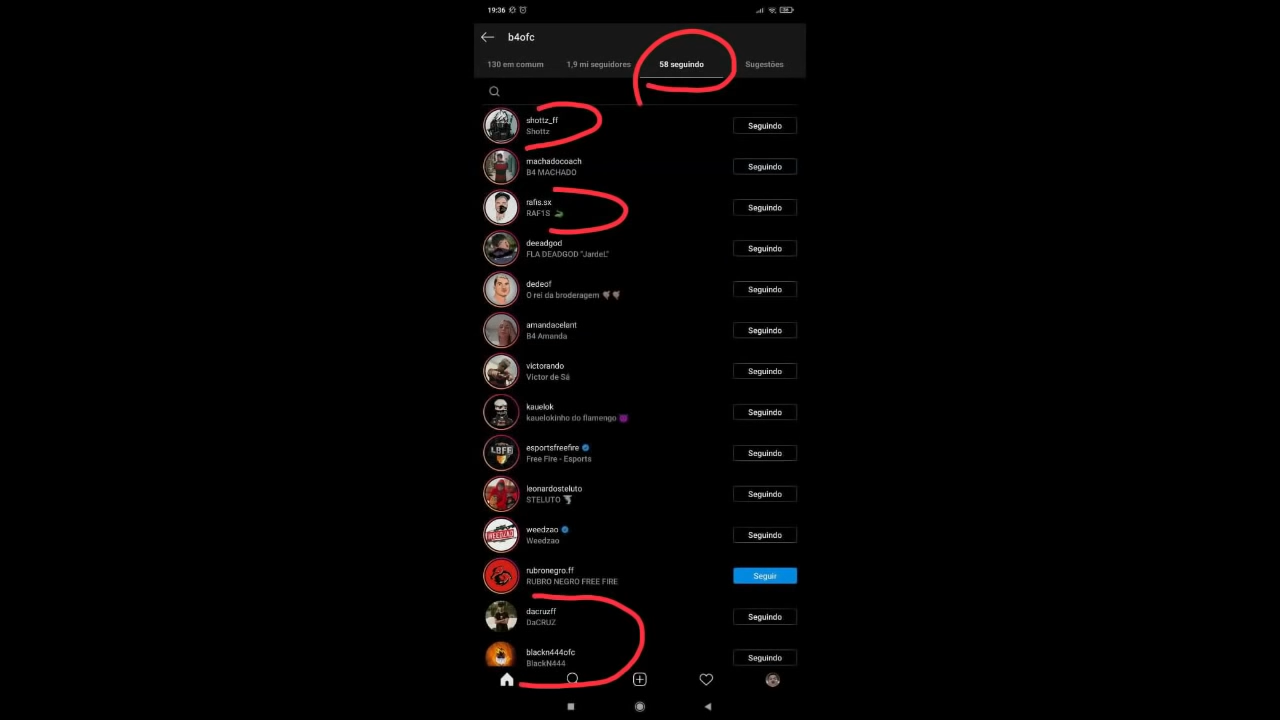 19:36
b4ofc
130 em comum 1,9 mi seguidores 58 seguindo Sugestões
shottz_ff
Shottz
Seguindo
machadocoach
B4 MACHADO
Seguindo
rafis.sx
RAF1S
Seguindo
deeadgod
FLA DEADGOD "JardeL"
Seguindo
dedeof
O rei da broderagem
Seguindo
amandacelant
B4 Amanda
Seguindo
victorando
Victor de Sá
Seguindo
kauelok
kauelokinho do flamengo
Seguindo
LBFF
esportsfreefire
Free Fire - Esports
Seguindo
leonardosteluto
STELUTO
Seguindo
WEEDZAO
weedzao
Weedzao
Seguindo
rubronegro.ff
RUBRO NEGRO FREE FIRE
Seguir
dacruzff
DaCRUZ
Seguindo
blackn444ofc
BlackN444
Seguindo